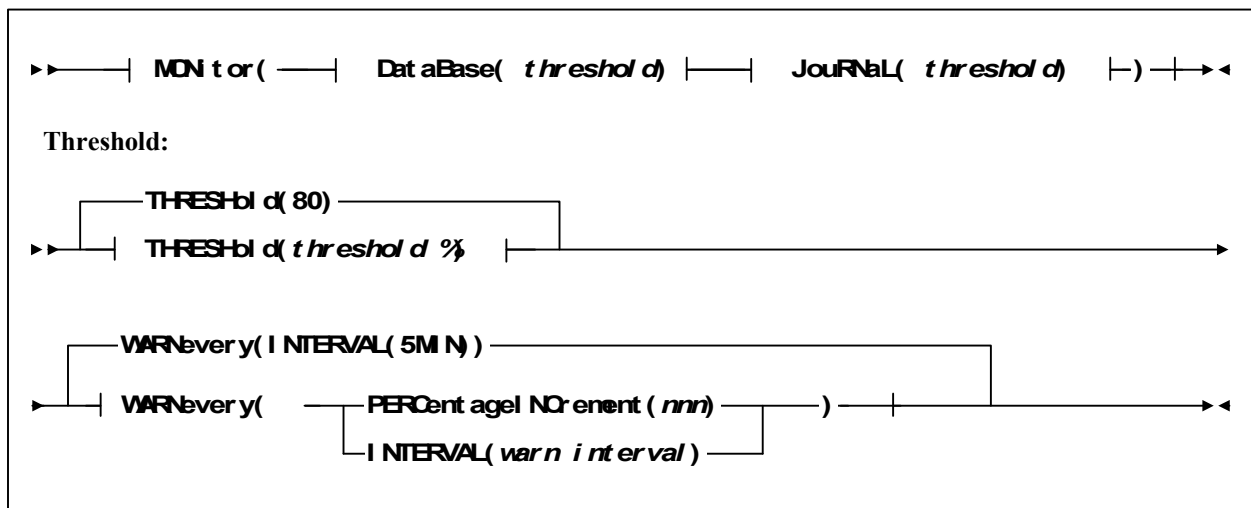 MONitor( DataBase( threshold) JouRNaL( threshold) )
Threshold:
THRESHold(80)
THRESHold(threshold %)
WARNevery(INTERVAL(5MIN))
WARNevery( PERCentageINCrement(nnn) )
INTERVAL(warn interval)